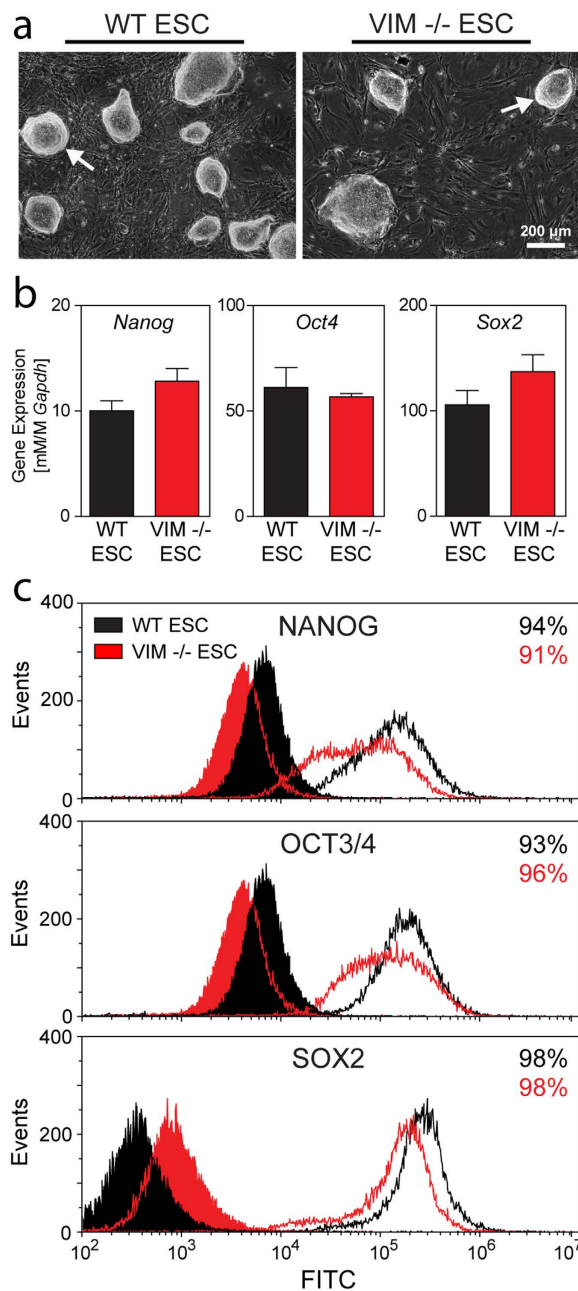 a
WT ESC
VIM -/- ESC
200 µm
b
Gene Expression
[mM/M Gapdh]
20
10
0
Nanog
WT
ESC
VIM -/-
ESC
100
50
0
Oct4
WT
ESC
VIM -/-
ESC
200
100
0
Sox2
WT
ESC
VIM -/-
ESC
c
Events
400
200
0
WT ESC
VIM -/- ESC
NANOG
94%
91%
Events
400
200
0
OCT3/4
93%
96%
Events
400
200
0
SOX2
98%
98%
10² 10³ 10⁴ 10⁵ 10⁶ 10⁷
FITC